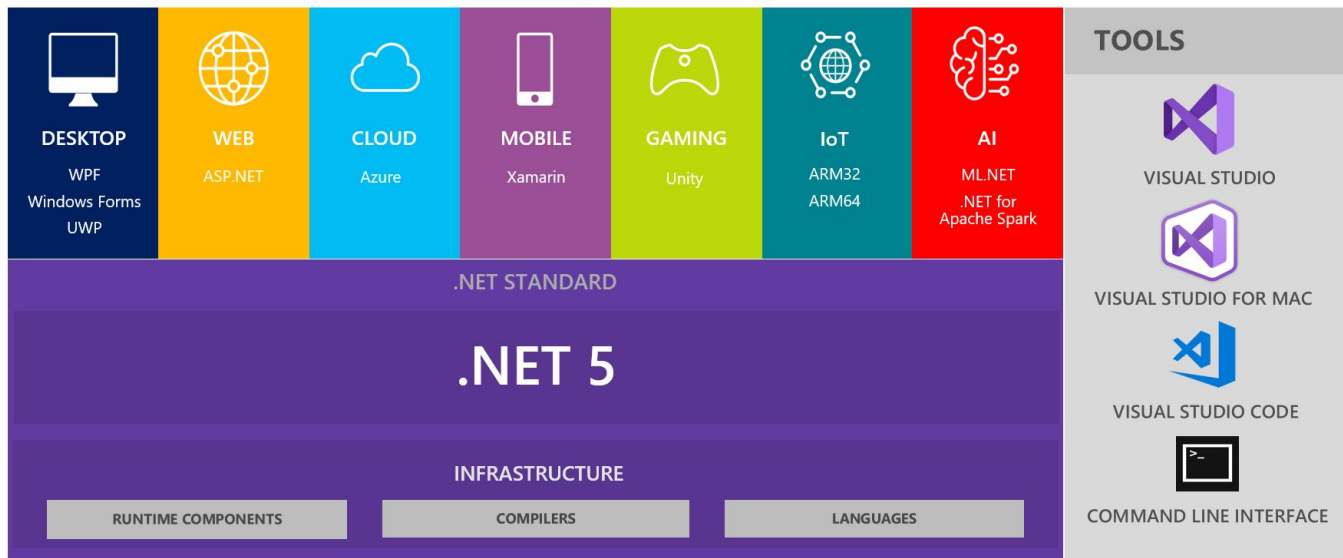 DESKTOP
WPF
Windows Forms
UWP
WEB
ASP.NET
CLOUD
Azure
MOBILE
Xamarin
GAMING
Unity
IoT
ARM32
ARM64
AI
ML.NET
.NET for
Apache Spark
.NET STANDARD
.NET 5
INFRASTRUCTURE
RUNTIME COMPONENTS
COMPILERS
LANGUAGES
TOOLS
VISUAL STUDIO
VISUAL STUDIO FOR MAC
VISUAL STUDIO CODE
>_
COMMAND LINE INTERFACE